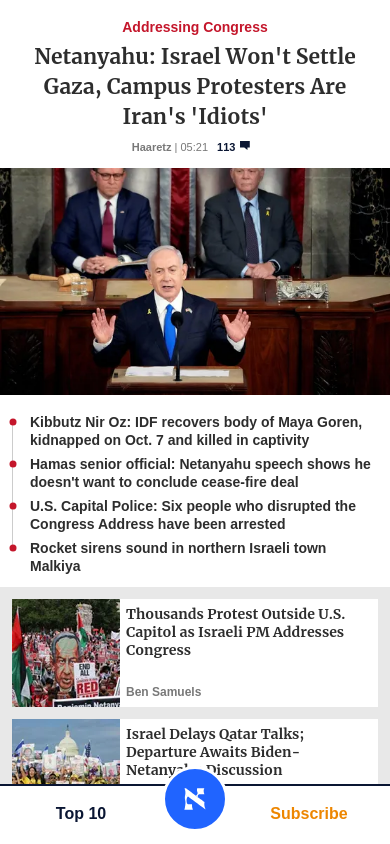 Addressing Congress
Netanyahu: Israel Won't Settle
Gaza, Campus Protesters Are
Iran's 'Idiots'
Haaretz | 05:21 113
Kibbutz Nir Oz: IDF recovers body of Maya Goren,
kidnapped on Oct. 7 and killed in captivity
Hamas senior official: Netanyahu speech shows he
doesn't want to conclude cease-fire deal
U.S. Capital Police: Six people who disrupted the
Congress Address have been arrested
Rocket sirens sound in northern Israeli town
Malkiya
Thousands Protest Outside U.S.
Capitol as Israeli PM Addresses
Congress
Ben Samuels
END
ALL
RED
Israel Delays Qatar Talks;
Departure Awaits Biden-
Discussion
Top 10
Subscribe